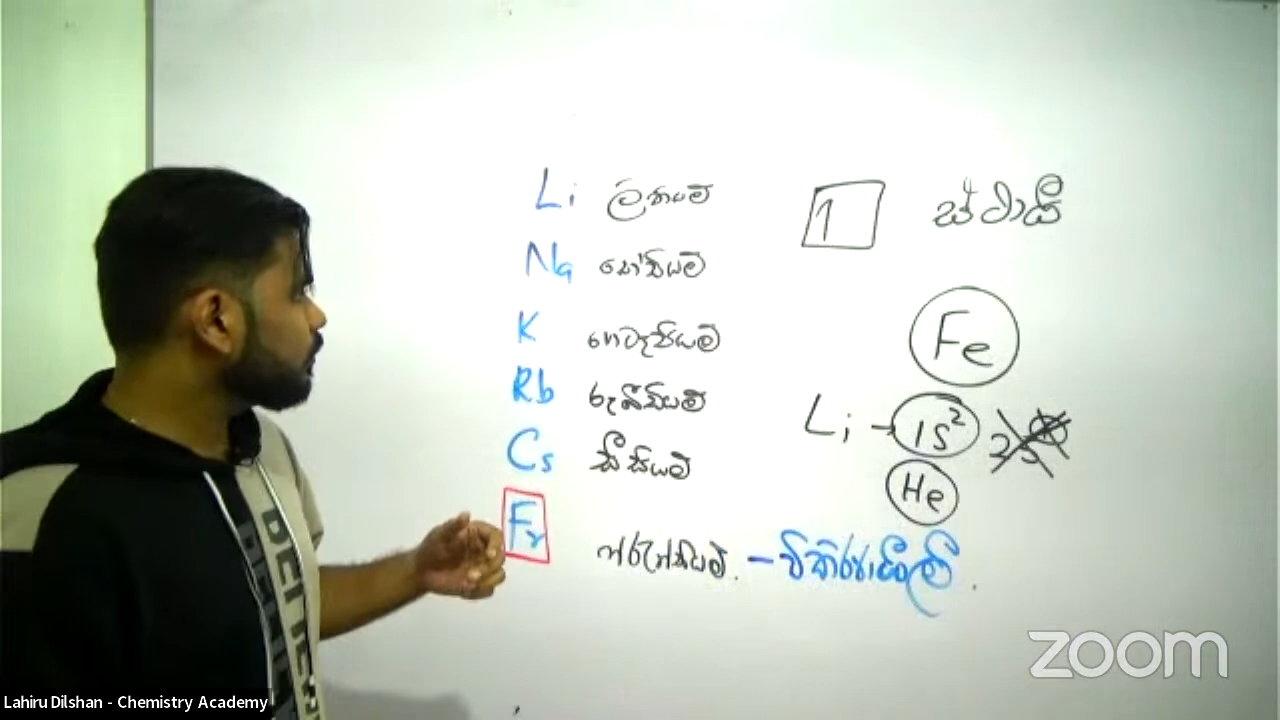 Li ලිතියම්
Na සෝඩියම්
K පොටෑසියම්
Rb රුබීඩියම්
Cs සීසියම්
Fr ෆ්රැන්සියම්. – විකිරණශීලී
1 ස්ථායී
Fe
Li → 1s² 2s
He
zoom
Lahiru Dilshan - Chemistry Academy